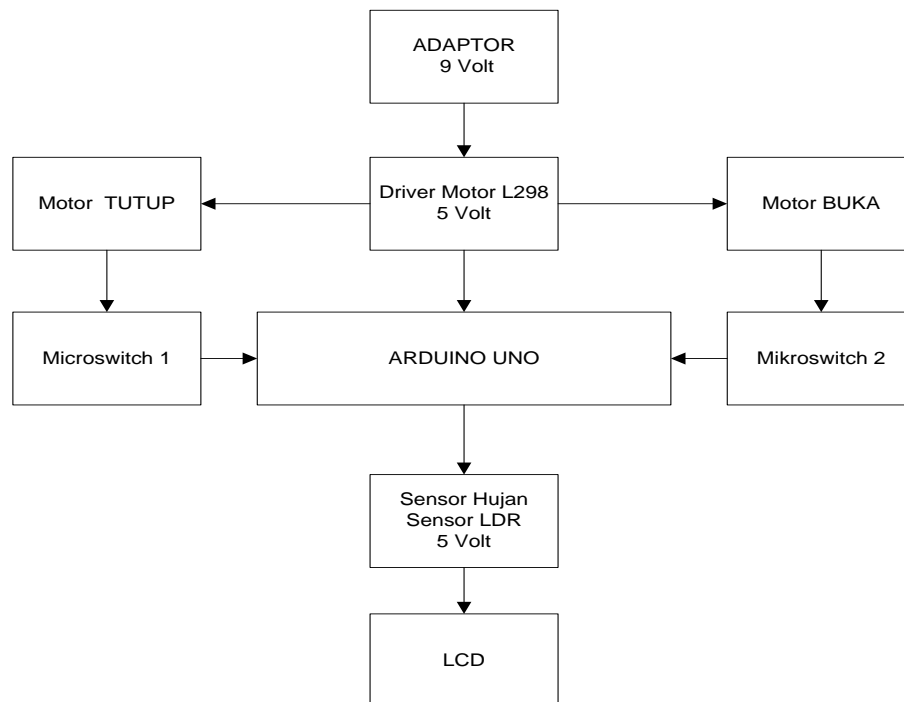 ADAPTOR
9 Volt
Motor TUTUP
Driver Motor L298
5 Volt
Motor BUKA
Microswitch 1
ARDUINO UNO
Mikroswitch 2
Sensor Hujan
Sensor LDR
5 Volt
LCD